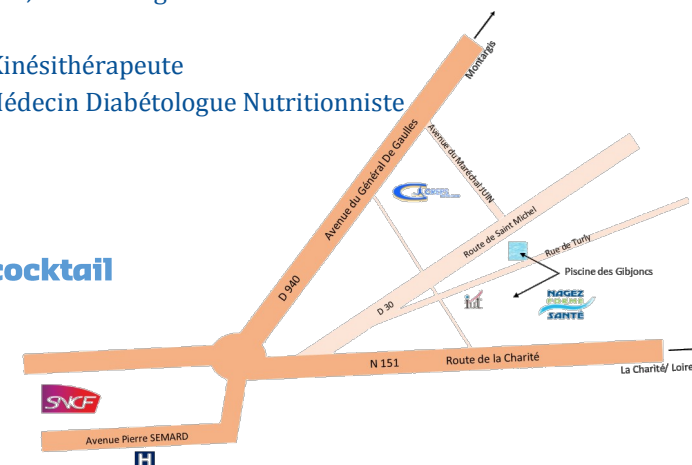 Kinésithérapeute
Médecin Diabétologue Nutritionniste
cocktail
Montargis
Avenue du Général De Gaulles
Avenue du Maréchal JUIN
D 940
Route de Saint Michel
Rue de Turly
D 30
iut
Piscine des Gibjoncs
NAGEZ
FORME
SANTÉ
N 151
Route de la Charité
La Charité/ Loire
SNCF
Avenue Pierre SEMARD
H